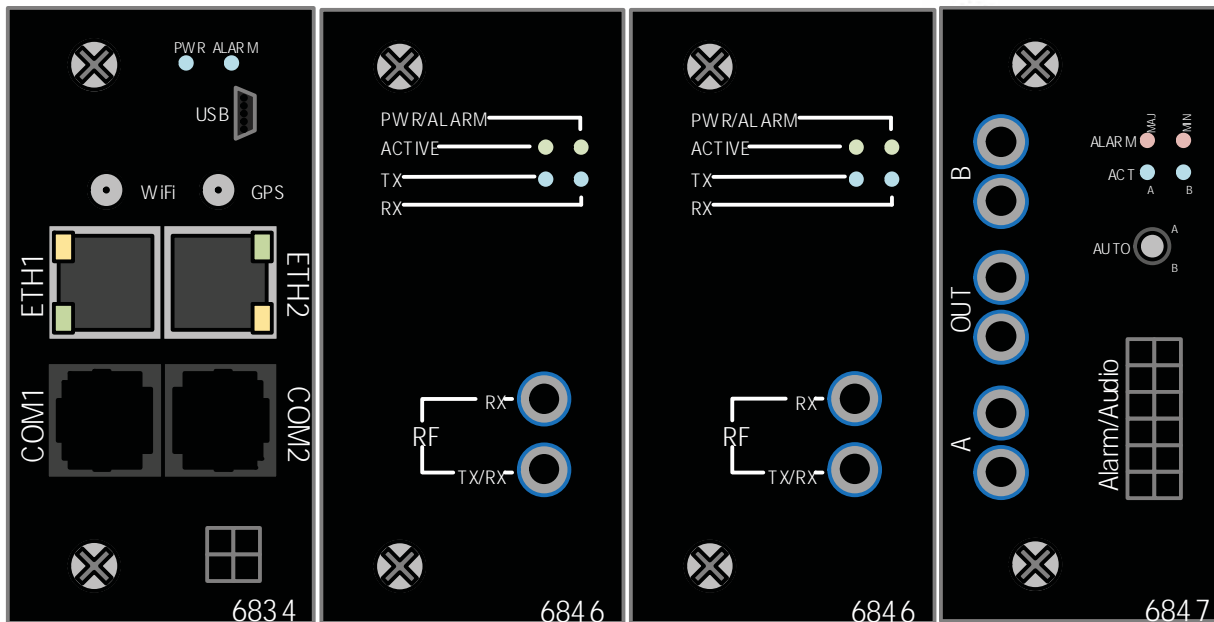 PWR ALARM
USB
WiFi
GPS
ETH1
ETH2
COM1
COM2
6834
PWR/ALARM
ACTIVE
TX
RX
RX
RF
TX/RX
6846
PWR/ALARM
ACTIVE
TX
RX
RX
RF
TX/RX
6846
MAJ MIN
ALARM
ACT
A B
B
A
AUTO
B
OUT
A
Alarm/Audio
6847